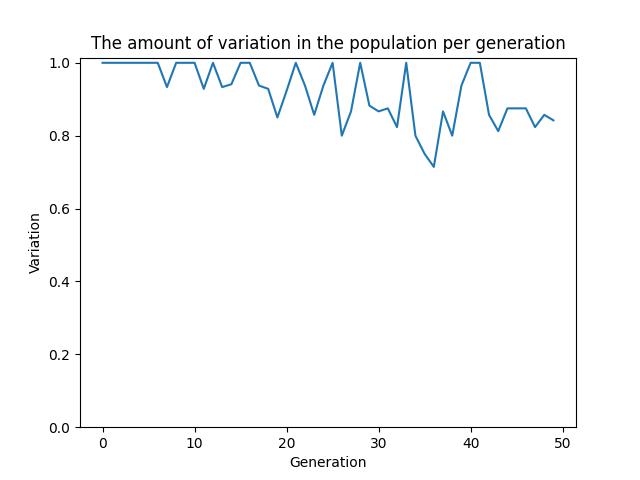 The amount of variation in the population per generation
1.0
0.8
0.6
0.4
0.2
0.0
Variation
0 10 20 30 40 50
Generation